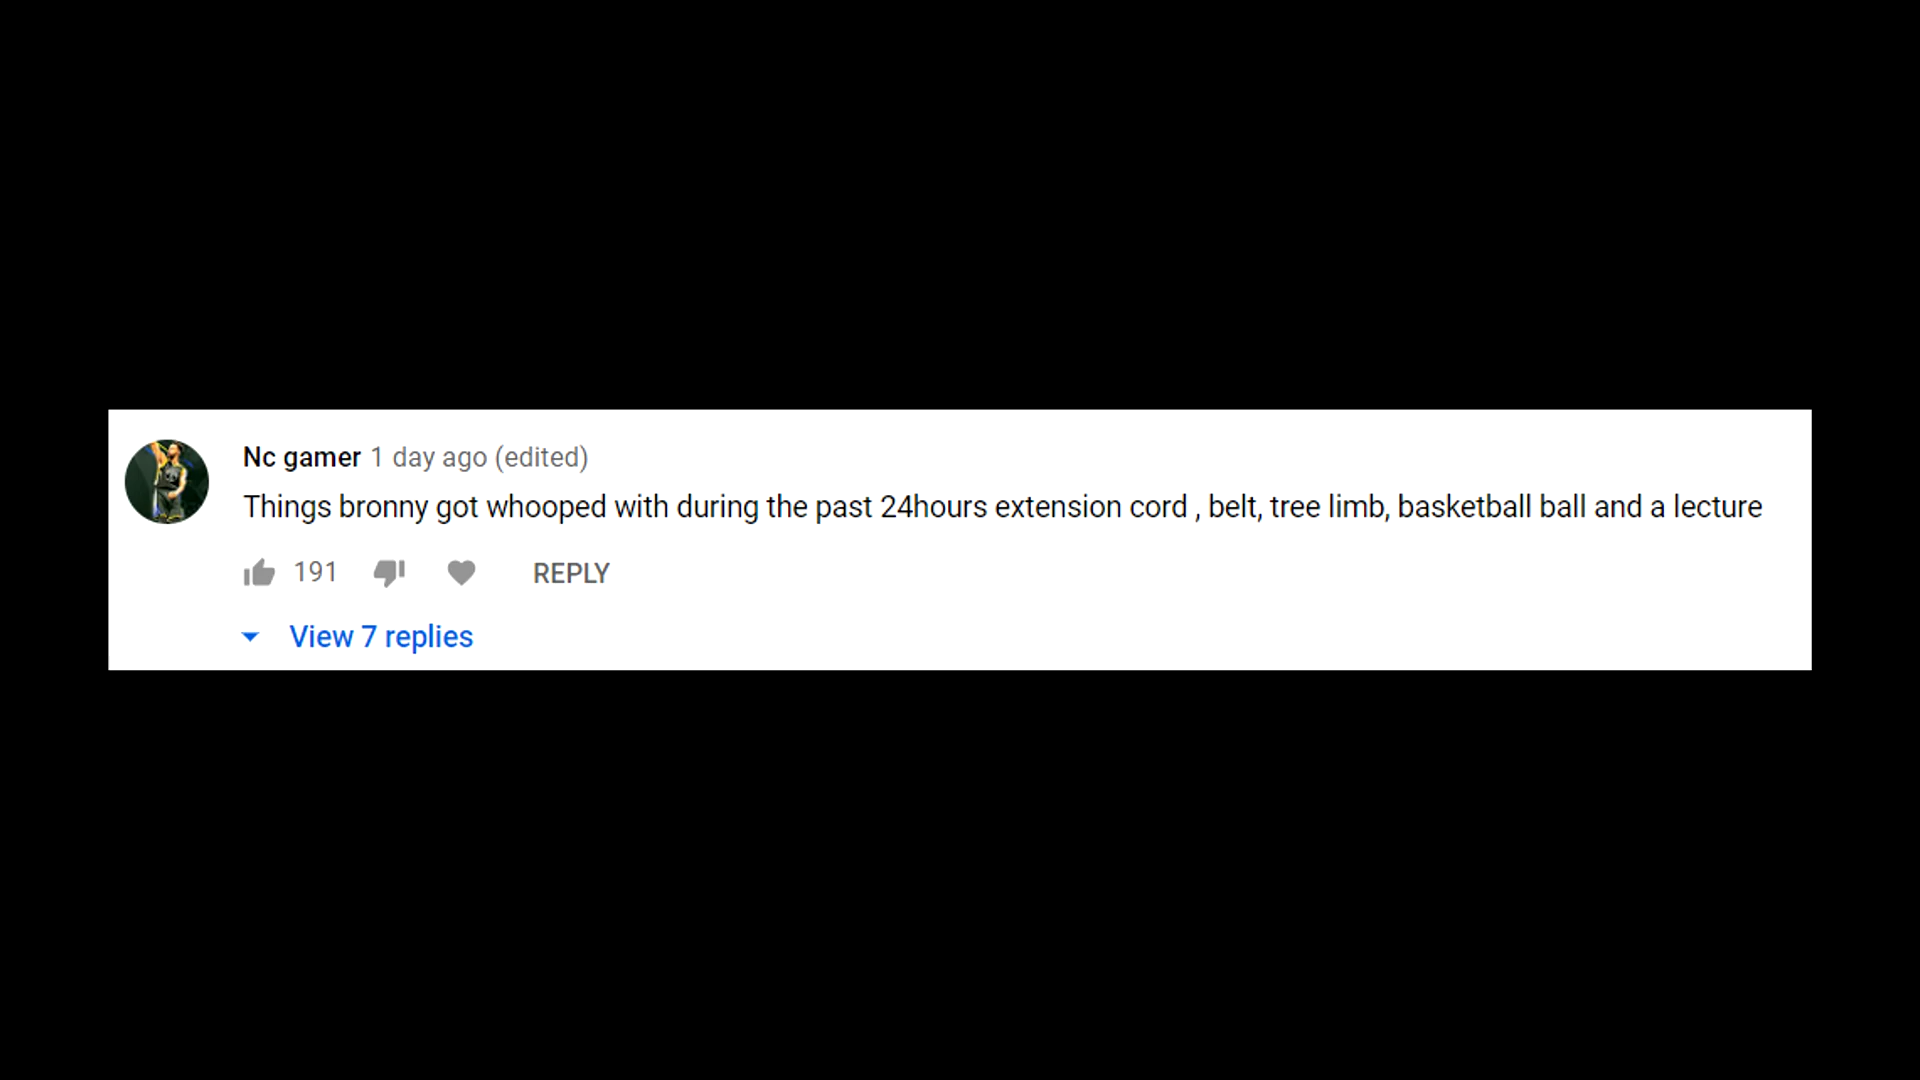 Nc gamer 1 day ago (edited)
Things bronny got whooped with during the past 24hours extension cord , belt, tree limb, basketball ball and a lecture
191 REPLY
View 7 replies